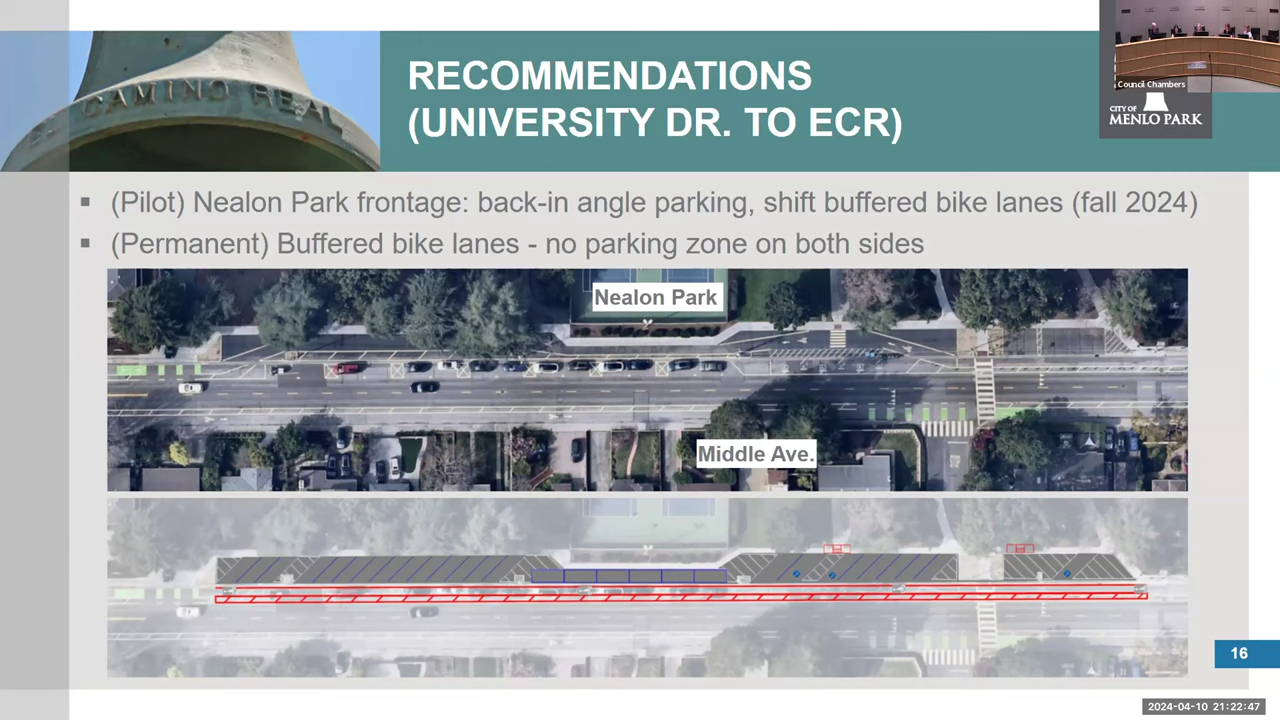 CAMINO REAL
RECOMMENDATIONS
(UNIVERSITY DR. TO ECR)
Council Chambers
CITY OF
MENLO PARK
(Pilot) Nealon Park frontage: back-in angle parking, shift buffered bike lanes (fall 2024)
(Permanent) Buffered bike lanes - no parking zone on both sides
Nealon Park
Middle Ave.
16
2024-04-10 21:22:47